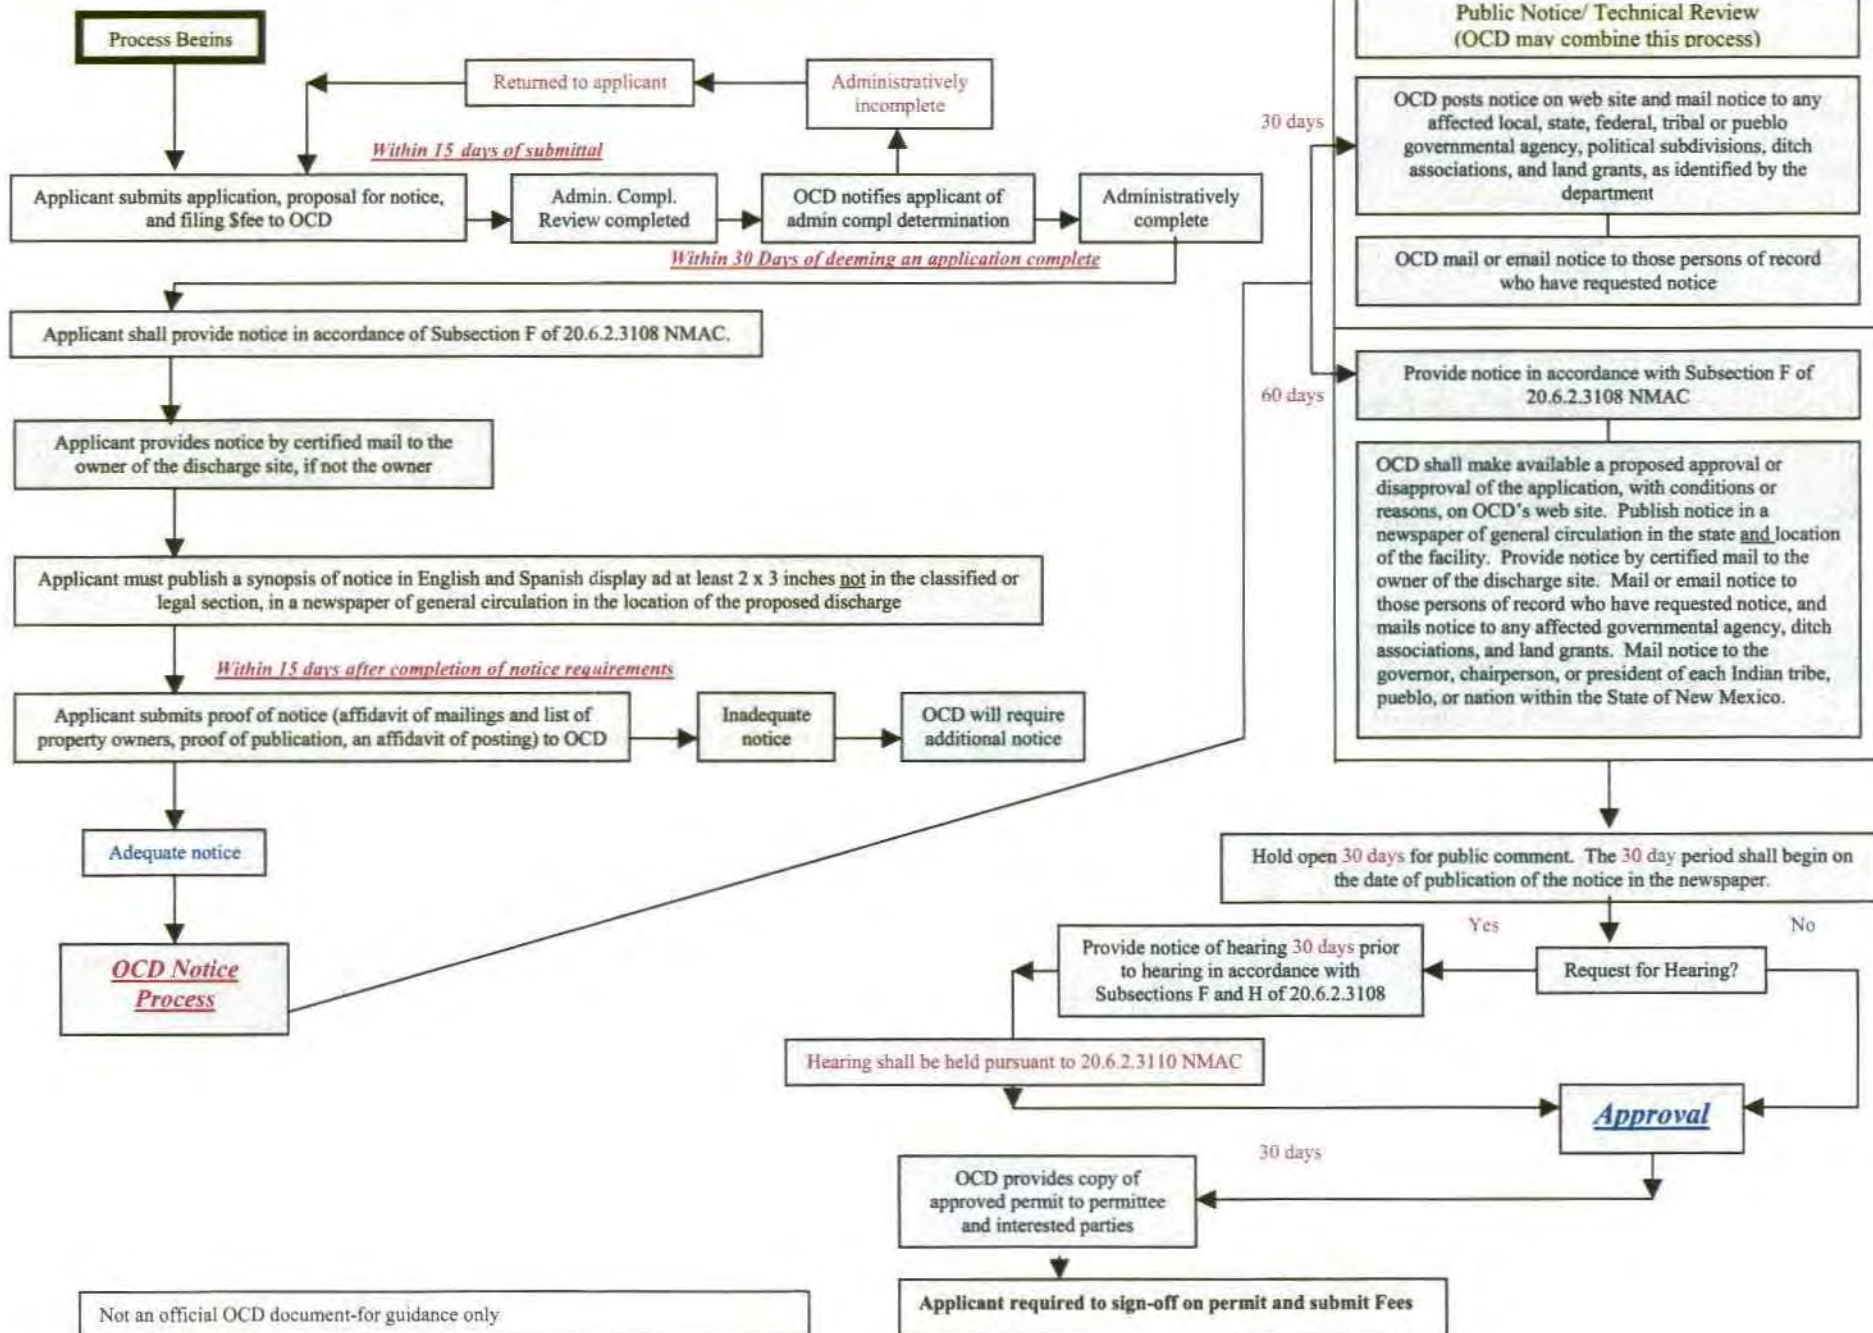 Process Begins
Returned to applicant
Administratively
incomplete
Within 15 days of submittal
Applicant submits application, proposal for notice,
and filing $fee to OCD
Admin. Compl.
Review completed
OCD notifies applicant of
admin compl determination
Administratively
complete
Within 30 Days of deeming an application complete
Applicant shall provide notice in accordance of Subsection F of 20.6.2.3108 NMAC.
Applicant provides notice by certified mail to the
owner of the discharge site, if not the owner
Applicant must publish a synopsis of notice in English and Spanish display ad at least 2 x 3 inches not in the classified or
legal section, in a newspaper of general circulation in the location of the proposed discharge
Within 15 days after completion of notice requirements
Applicant submits proof of notice (affidavit of mailings and list of
property owners, proof of publication, an affidavit of posting) to OCD
Inadequate
notice
OCD will require
additional notice
Adequate notice
OCD Notice
Process
Public Notice/ Technical Review
(OCD may combine this process)
30 days
OCD posts notice on web site and mail notice to any
affected local, state, federal, tribal or pueblo
governmental agency, political subdivisions, ditch
associations, and land grants, as identified by the
department
OCD mail or email notice to those persons of record
who have requested notice
60 days
Provide notice in accordance with Subsection F of
20.6.2.3108 NMAC
OCD shall make available a proposed approval or
disapproval of the application, with conditions or
reasons, on OCD's web site. Publish notice in a
newspaper of general circulation in the state and location
of the facility. Provide notice by certified mail to the
owner of the discharge site. Mail or email notice to
those persons of record who have requested notice, and
mails notice to any affected governmental agency, ditch
associations, and land grants. Mail notice to the
governor, chairperson, or president of each Indian tribe,
pueblo, or nation within the State of New Mexico.
Hold open 30 days for public comment. The 30 day period shall begin on
the date of publication of the notice in the newspaper.
Yes
No
Request for Hearing?
Provide notice of hearing 30 days prior
to hearing in accordance with
Subsections F and H of 20.6.2.3108
Hearing shall be held pursuant to 20.6.2.3110 NMAC
Approval
30 days
OCD provides copy of
approved permit to permittee
and interested parties
Applicant required to sign-off on permit and submit Fees
Not an official OCD document-for guidance only